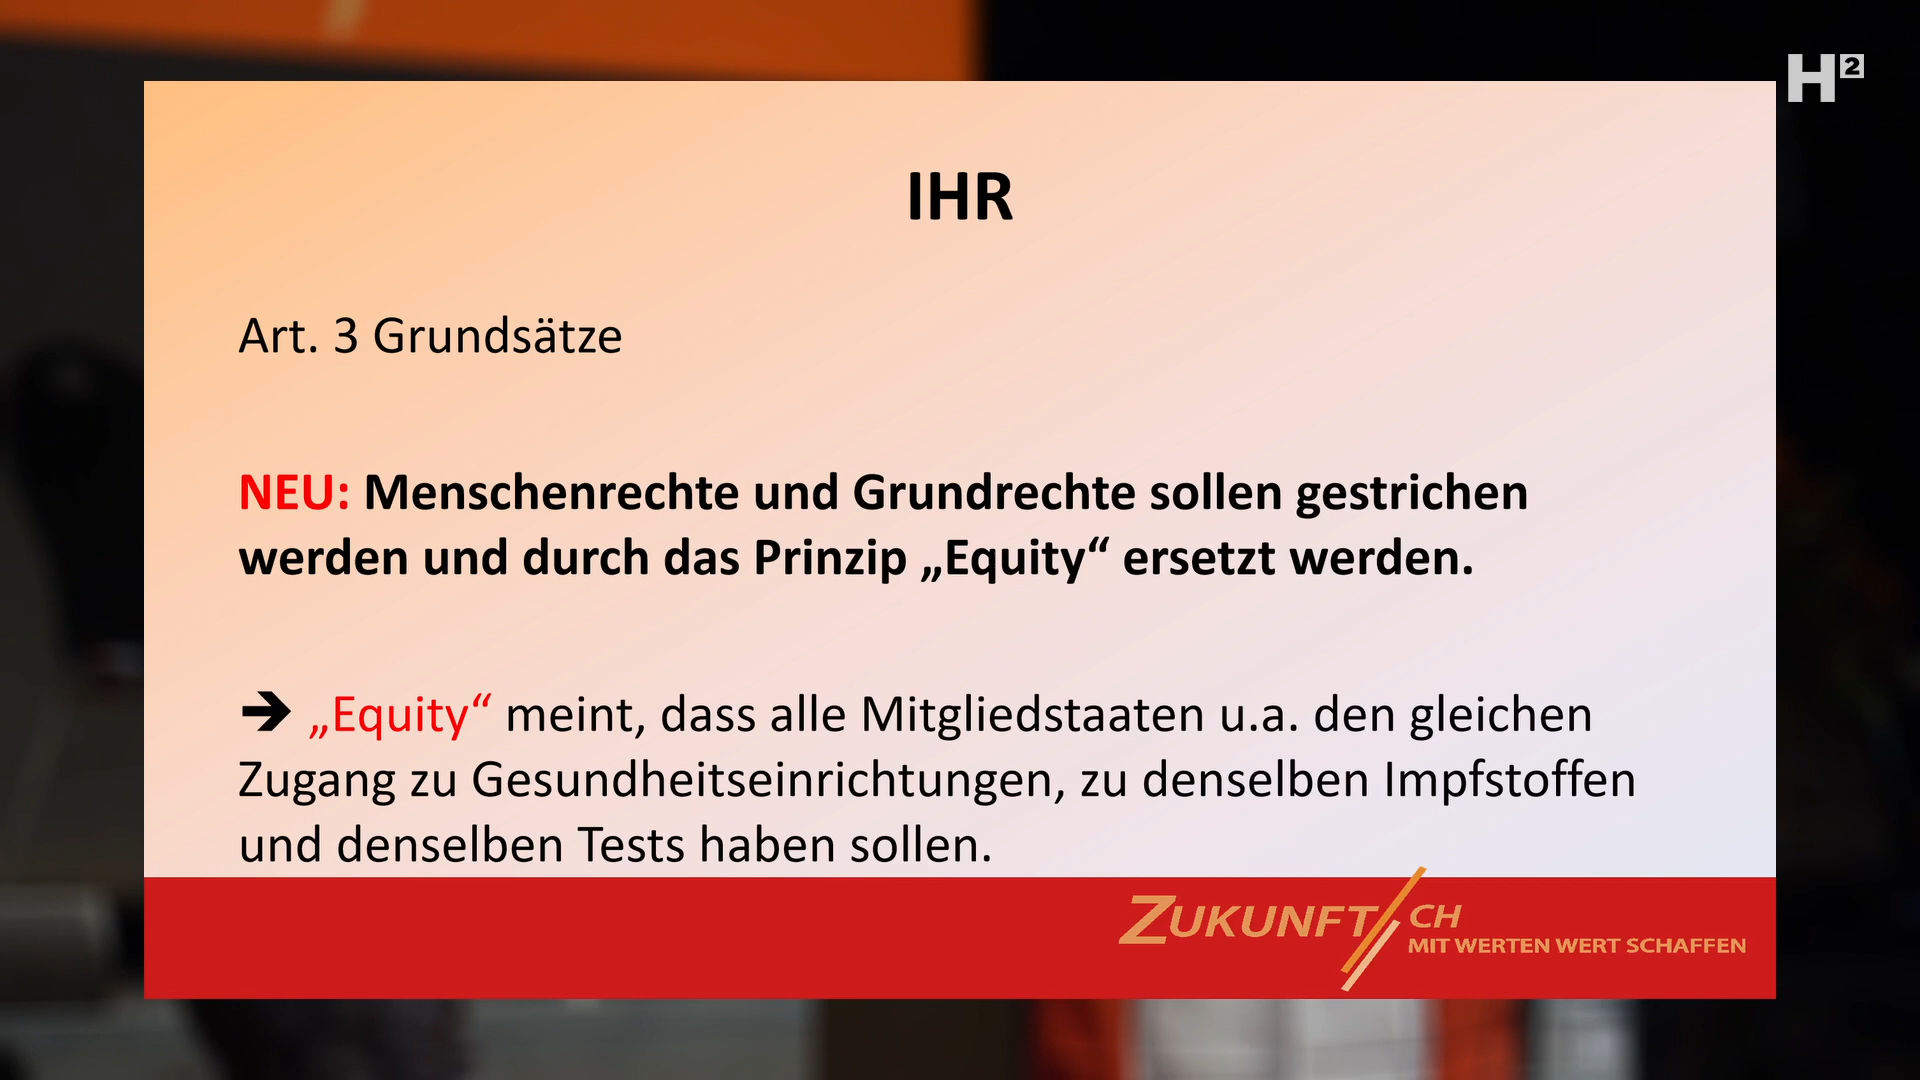 H2
IHR
Art. 3 Grundsätze
NEU: Menschenrechte und Grundrechte sollen gestrichen
werden und durch das Prinzip „Equity“ ersetzt werden.
➔ „Equity“ meint, dass alle Mitgliedstaaten u.a. den gleichen
Zugang zu Gesundheitseinrichtungen, zu denselben Impfstoffen
und denselben Tests haben sollen.
ZUKUNFT CH
MIT WERTEN WERT SCHAFFEN